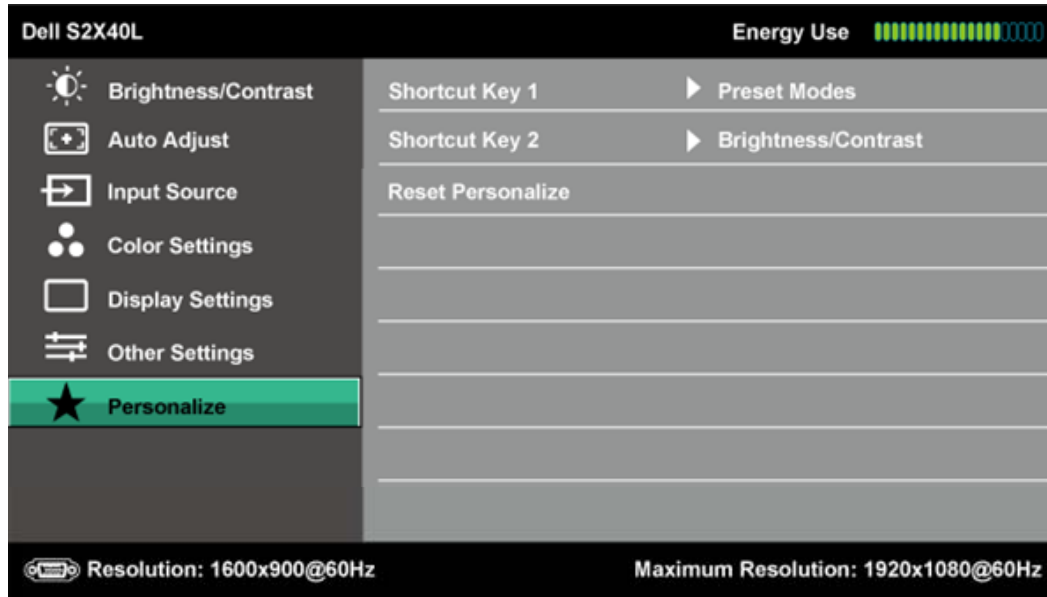 Dell S2X40L Energy Use
Brightness/Contrast Shortcut Key 1 Preset Modes
Auto Adjust Shortcut Key 2 Brightness/Contrast
Input Source Reset Personalize
Color Settings
Display Settings
Other Settings
Personalize
Resolution: 1600x900@60Hz Maximum Resolution: 1920x1080@60Hz